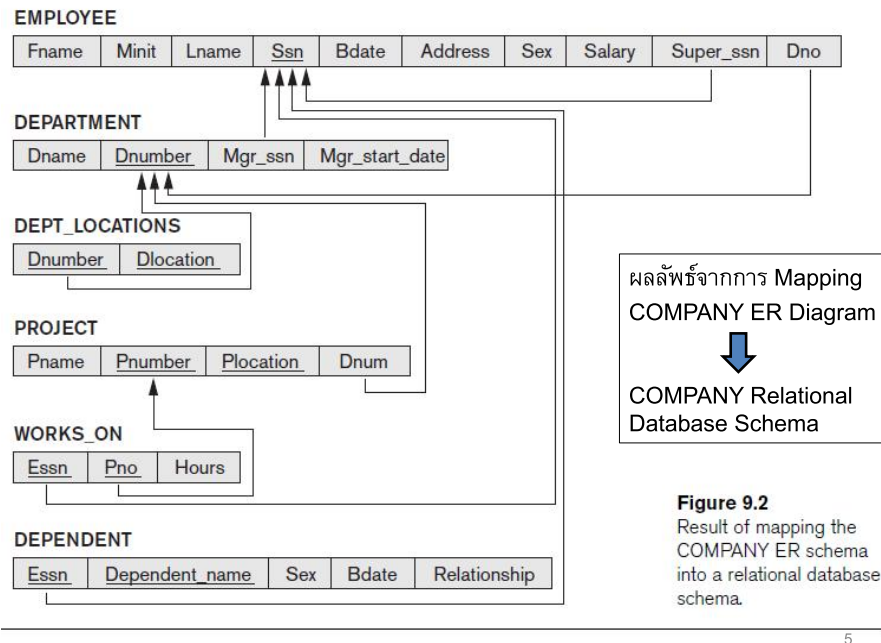 EMPLOYEE
Fname Minit Lname Ssn Bdate Address Sex Salary Super_ssn Dno
DEPARTMENT
Dname Dnumber Mgr_ssn Mgr_start_date
DEPT_LOCATIONS
Dnumber Dlocation
PROJECT
Pname Pnumber Plocation Dnum
WORKS_ON
Essn Pno Hours
DEPENDENT
Essn Dependent_name Sex Bdate Relationship
ผลลัพธ์จากการ Mapping
COMPANY ER Diagram
COMPANY Relational
Database Schema
Figure 9.2
Result of mapping the
COMPANY ER schema
into a relational database
schema.
5